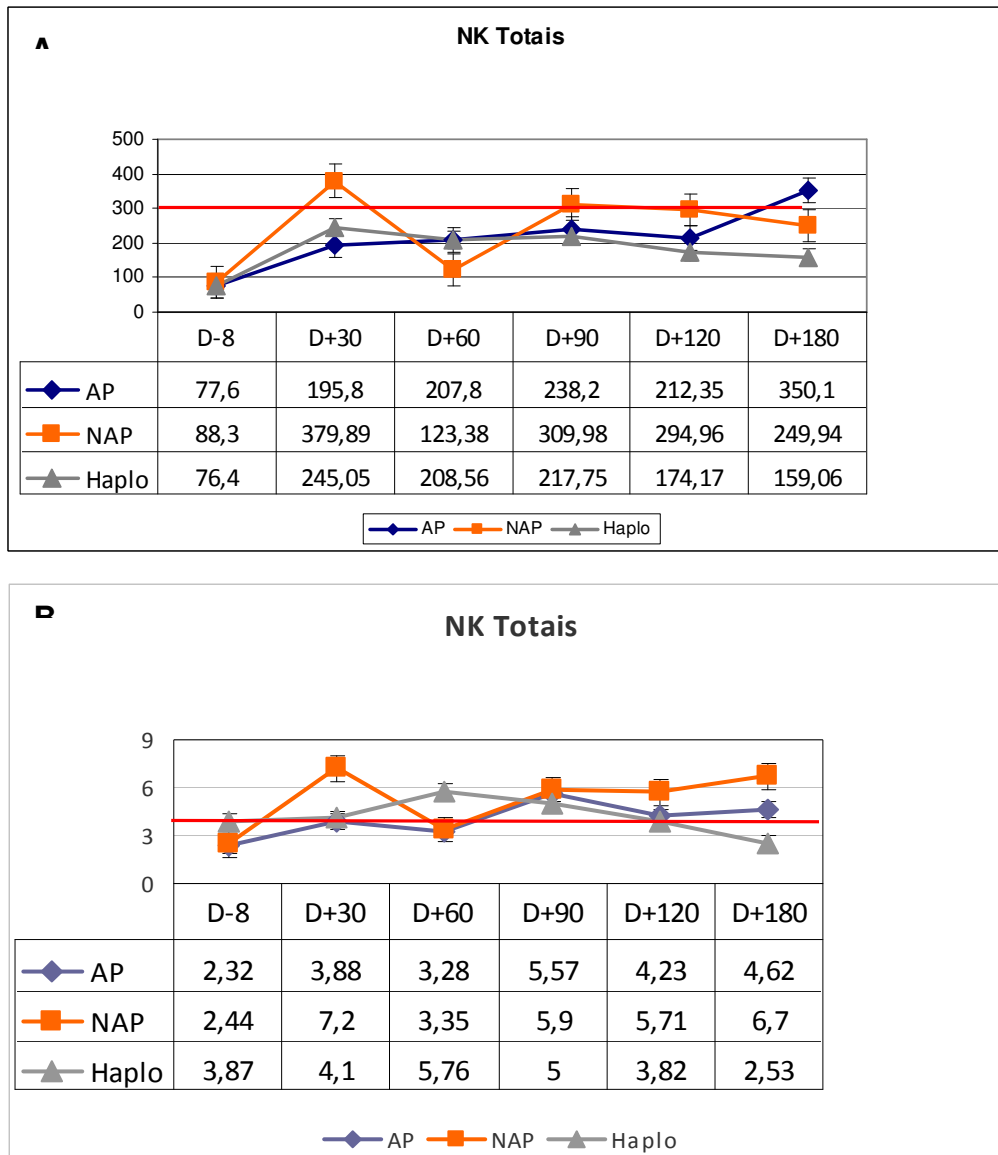 A
NK Totais
500
400
300
200
100
0
D-8 D+30 D+60 D+90 D+120 D+180
AP 77,6 195,8 207,8 238,2 212,35 350,1
NAP 88,3 379,89 123,38 309,98 294,96 249,94
Haplo 76,4 245,05 208,56 217,75 174,17 159,06
AP NAP Haplo
B
NK Totais
9
6
3
0
D-8 D+30 D+60 D+90 D+120 D+180
AP 2,32 3,88 3,28 5,57 4,23 4,62
NAP 2,44 7,2 3,35 5,9 5,71 6,7
Haplo 3,87 4,1 5,76 5 3,82 2,53
AP NAP Haplo